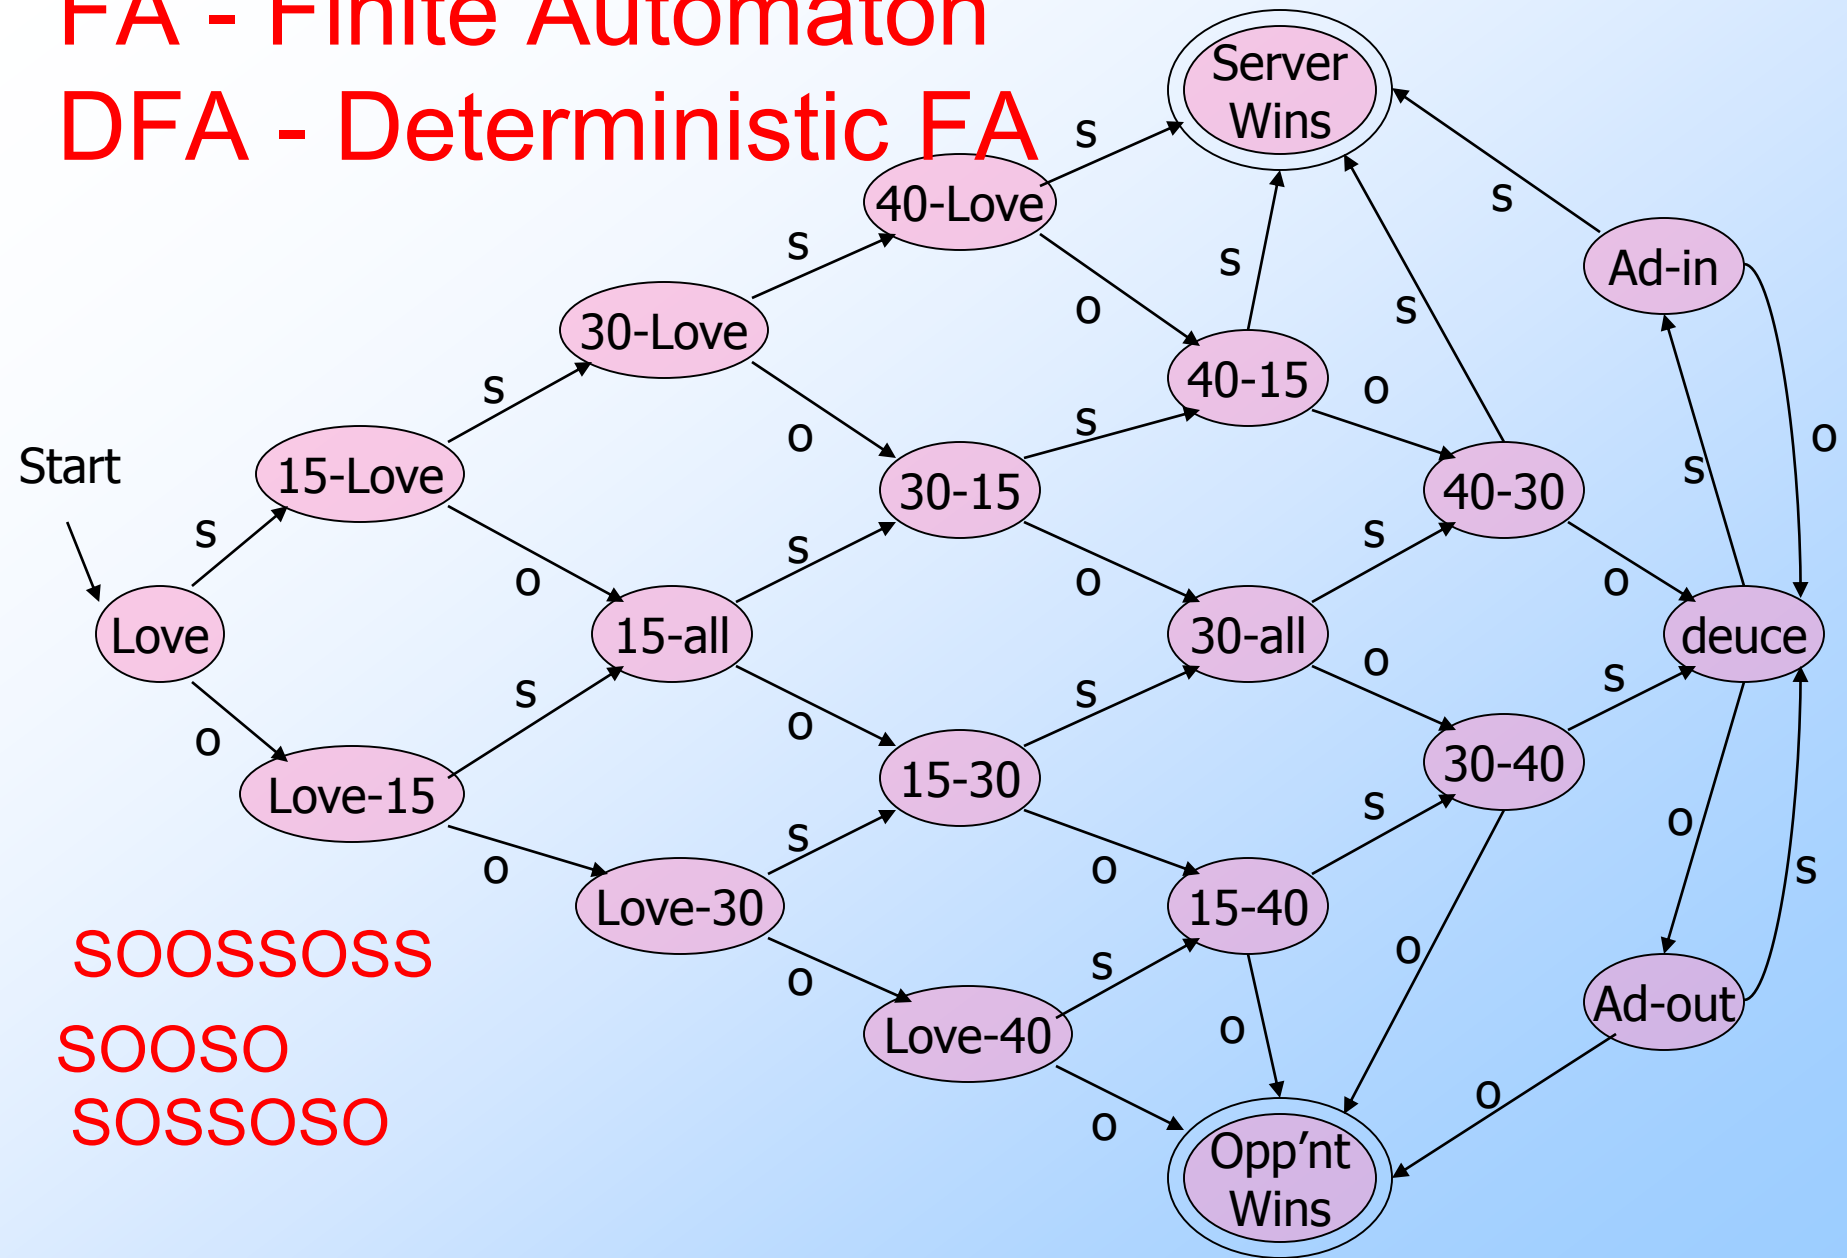 FA - Finite Automaton
DFA - Deterministic FA
Server
Wins
s
40-Love
s
s
Ad-in
s
30-Love
s
o
s
40-15
o
s
o
s
o
Start
15-Love
s
30-15
40-30
s
s
s
o
o
o
Love
15-all
30-all
deuce
o
s
s
s
o
o
15-30
30-40
Love-15
s
s
o
o
o
s
Love-30
15-40
SOOSSOSS
o
s
o
Love-40
o
Ad-out
SOOSO
o
SOSSOSO
o
Opp’nt
Wins